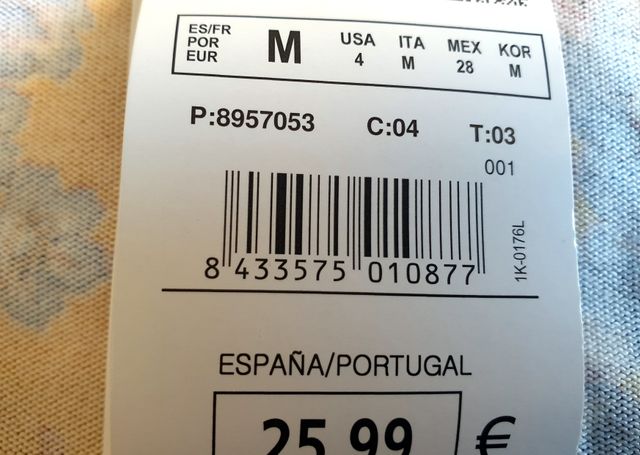 ES/FR
POR
EUR
M
USA
4
ITA
M
MEX
28
KOR
M
P:8957053 C:04 T:03
001
8 433575 010877
1K-0176L
ESPAÑA/PORTUGAL
25,99 €